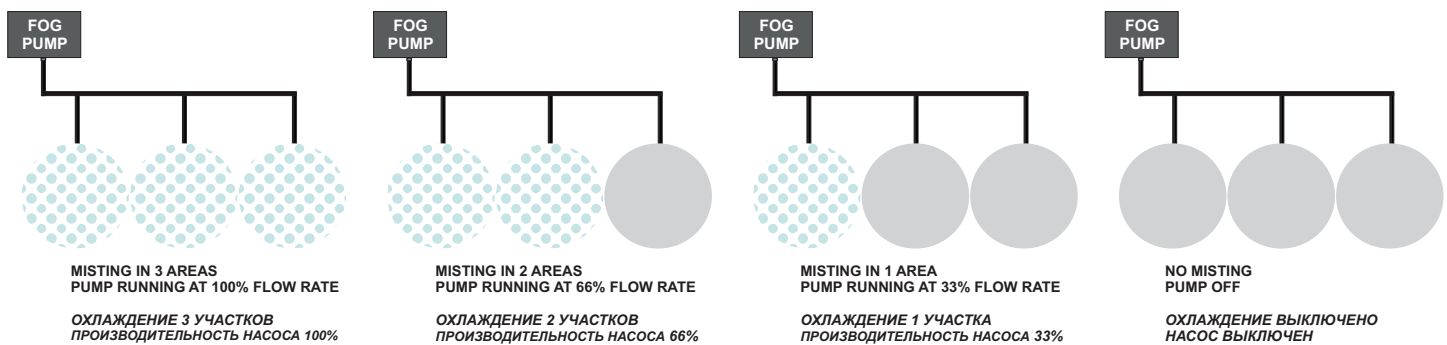 FOG
PUMP
MISTING IN 3 AREAS
PUMP RUNNING AT 100% FLOW RATE
ОХЛАЖДЕНИЕ 3 УЧАСТКОВ
ПРОИЗВОДИТЕЛЬНОСТЬ НАСОСА 100%
FOG
PUMP
MISTING IN 2 AREAS
PUMP RUNNING AT 66% FLOW RATE
ОХЛАЖДЕНИЕ 2 УЧАСТКОВ
ПРОИЗВОДИТЕЛЬНОСТЬ НАСОСА 66%
FOG
PUMP
MISTING IN 1 AREA
PUMP RUNNING AT 33% FLOW RATE
ОХЛАЖДЕНИЕ 1 УЧАСТКА
ПРОИЗВОДИТЕЛЬНОСТЬ НАСОСА 33%
FOG
PUMP
NO MISTING
PUMP OFF
ОХЛАЖДЕНИЕ ВЫКЛЮЧЕНО
НАСОС ВЫКЛЮЧЕН